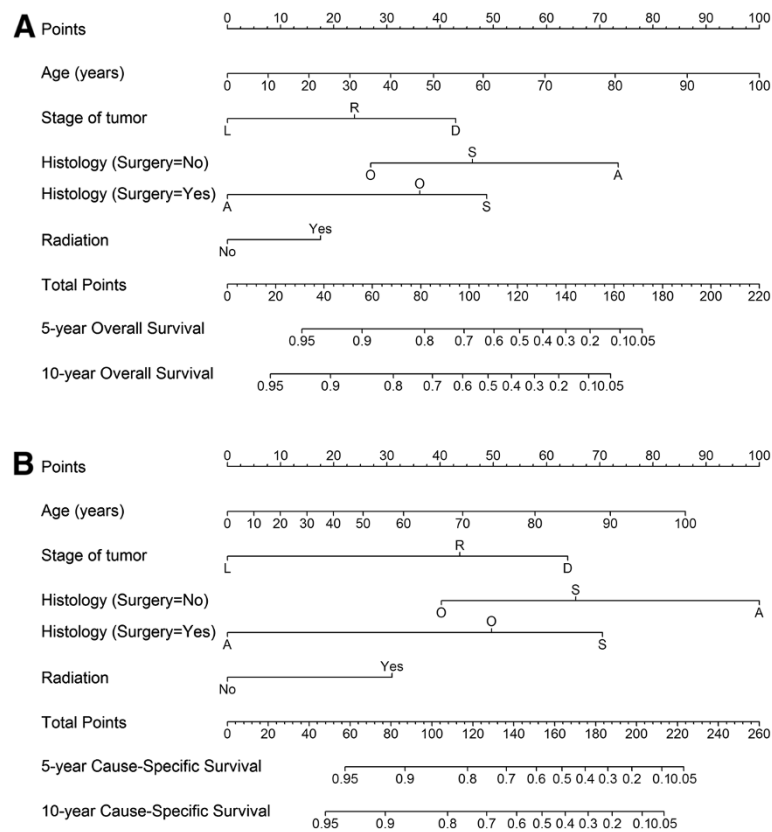 A
Points 0 10 20 30 40 50 60 70 80 90 100
Age (years) 0 10 20 30 40 50 60 70 80 90 100
Stage of tumor L R D
Histology (Surgery=No) O S A
Histology (Surgery=Yes) A O S
Radiation No Yes
Total Points 0 20 40 60 80 100 120 140 160 180 200 220
5-year Overall Survival 0.95 0.9 0.8 0.7 0.6 0.5 0.4 0.3 0.2 0.10.05
10-year Overall Survival 0.95 0.9 0.8 0.7 0.6 0.5 0.4 0.3 0.2 0.10.05
B
Points 0 10 20 30 40 50 60 70 80 90 100
Age (years) 0 10 20 30 40 50 60 70 80 90 100
Stage of tumor L R D
Histology (Surgery=No) O S A
Histology (Surgery=Yes) A O S
Radiation No Yes
Total Points 0 20 40 60 80 100 120 140 160 180 200 220 240 260
5-year Cause-Specific Survival 0.95 0.9 0.8 0.7 0.6 0.5 0.4 0.3 0.2 0.10.05
10-year Cause-Specific Survival 0.95 0.9 0.8 0.7 0.6 0.5 0.4 0.3 0.2 0.10.05